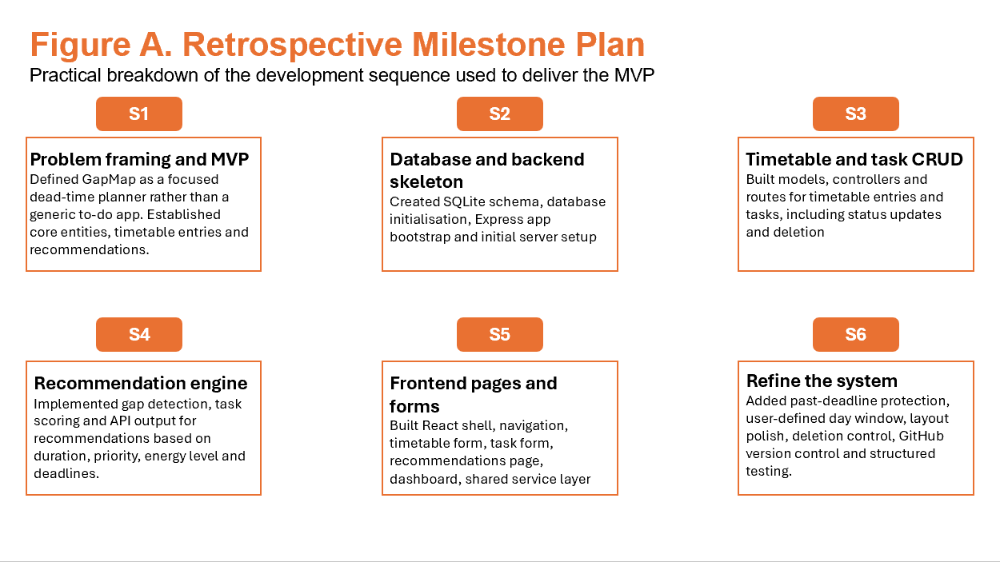 Figure A. Retrospective Milestone Plan
Practical breakdown of the development sequence used to deliver the MVP
S1
Problem framing and MVP
Defined GapMap as a focused
dead-time planner rather than a
generic to-do app. Established
core entities, timetable entries and
recommendations.
S2
Database and backend
skeleton
Created SQLite schema, database
initialisation, Express app
bootstrap and initial server setup
S3
Timetable and task CRUD
Built models, controllers and
routes for timetable entries and
tasks, including status updates
and deletion
S4
Recommendation engine
Implemented gap detection, task
scoring and API output for
recommendations based on
duration, priority, energy level and
deadlines.
S5
Frontend pages and
forms
Built React shell, navigation,
timetable form, task form,
recommendations page,
dashboard, shared service layer
S6
Refine the system
Added past-deadline protection,
user-defined day window, layout
polish, deletion control, GitHub
version control and structured
testing.